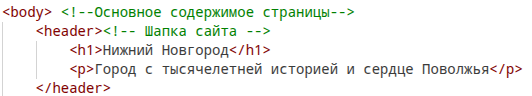 <body> <!--Основное содержимое страницы-->
<header><!-- Шапка сайта -->
<h1>Нижний Новгород</h1>
<p>Город с тысячелетней историей и сердце Поволжья</p>
</header>